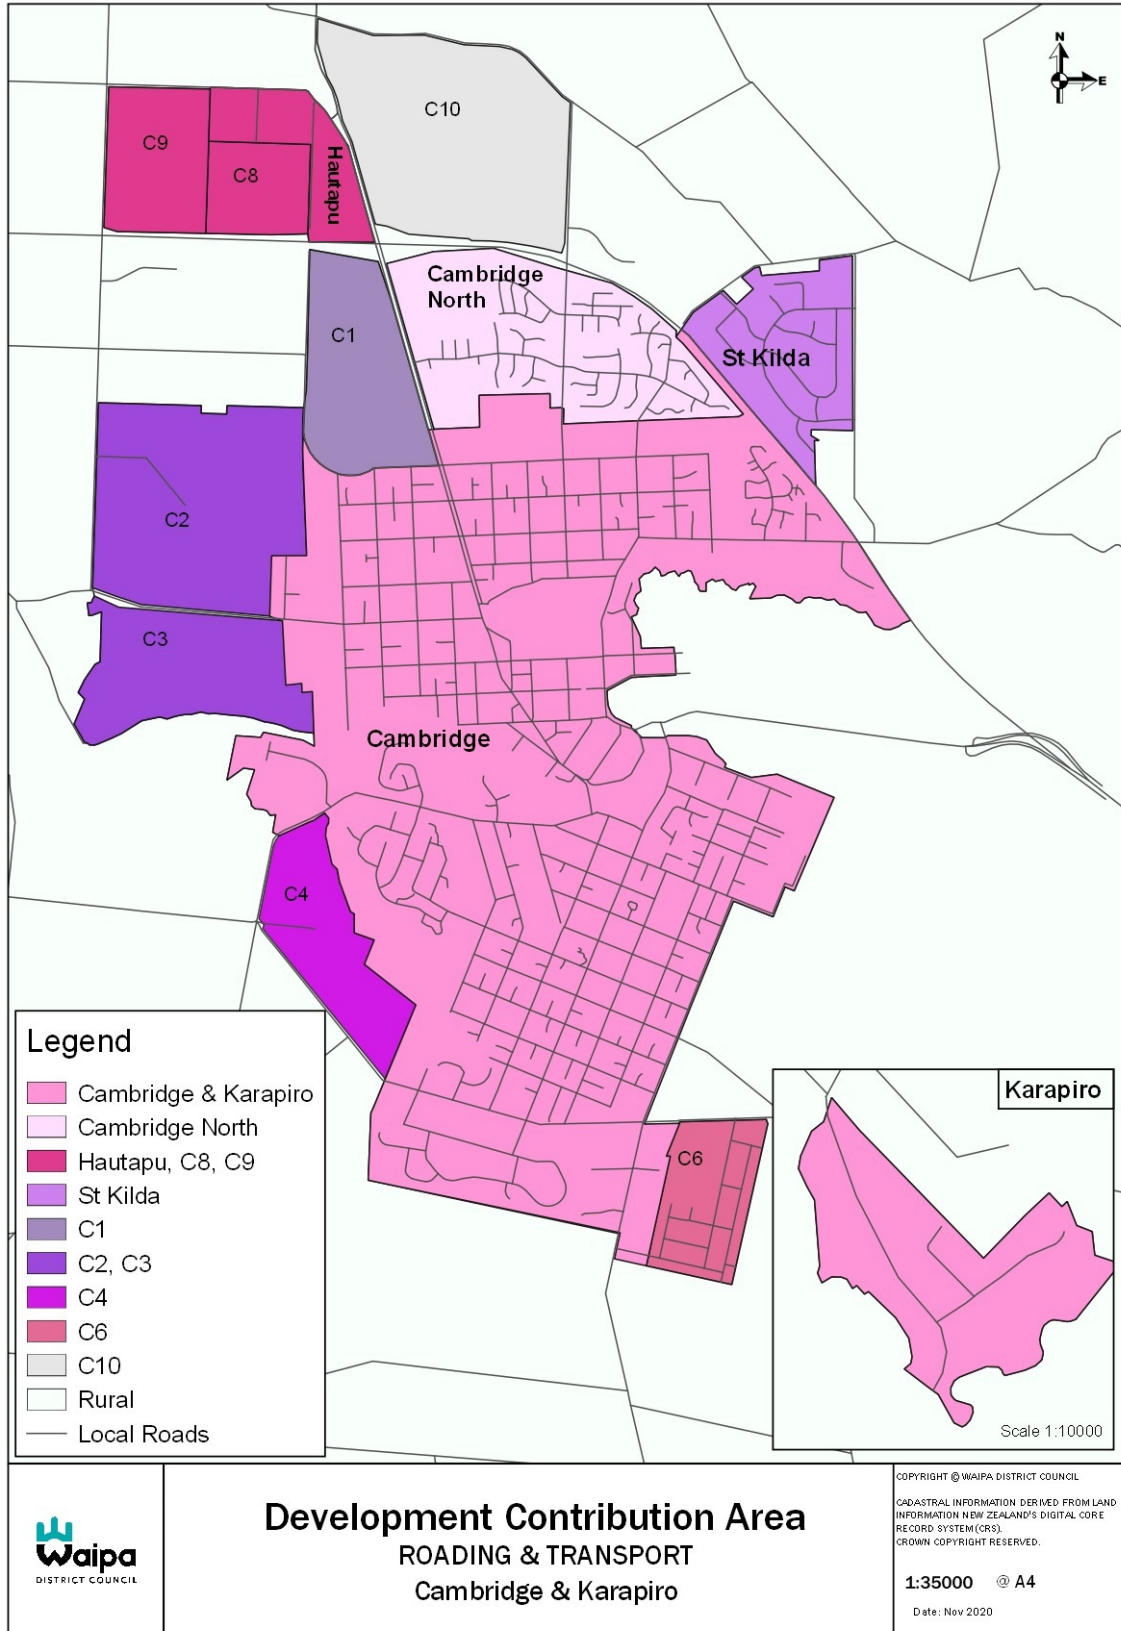 N
E
C10
C9
C8
Hautapu
Cambridge
North
C1
St Kilda
C2
C3
Cambridge
C4
C6
Legend
Cambridge & Karapiro
Cambridge North
Hautapu, C8, C9
St Kilda
C1
C2, C3
C4
C6
C10
Rural
Local Roads
Karapiro
Scale 1:10000
Waipa
DISTRICT COUNCIL
Development Contribution Area
ROADING & TRANSPORT
Cambridge & Karapiro
COPYRIGHT @ WAIPA DISTRICT COUNCIL
CADASTRAL INFORMATION DERIVED FROM LAND
INFORMATION NEW ZEALAND'S DIGITAL CORE
RECORD SYSTEM (CRS).
CROWN COPYRIGHT RESERVED.
1:35000 @ A4
Date: Nov 2020